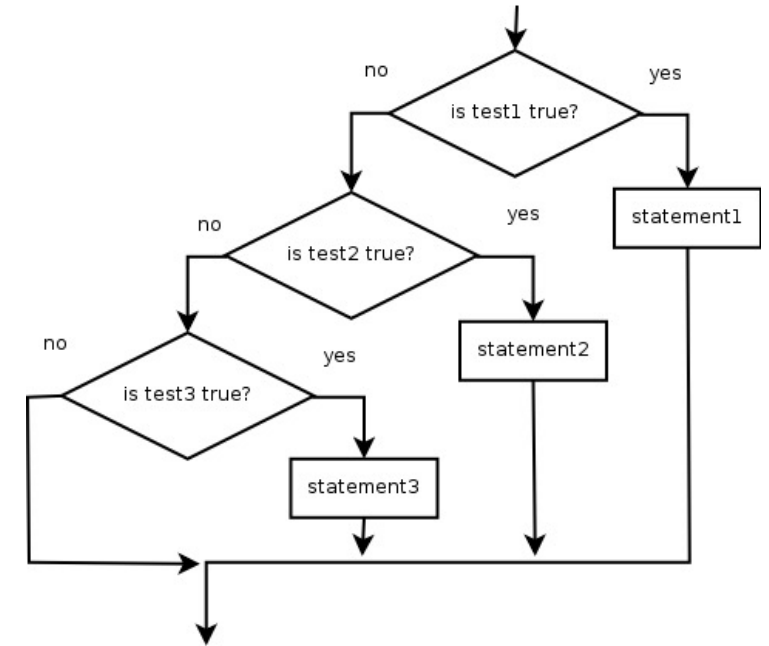 no
yes
is test1 true?
statement1
no
yes
is test2 true?
statement2
no
yes
is test3 true?
statement3